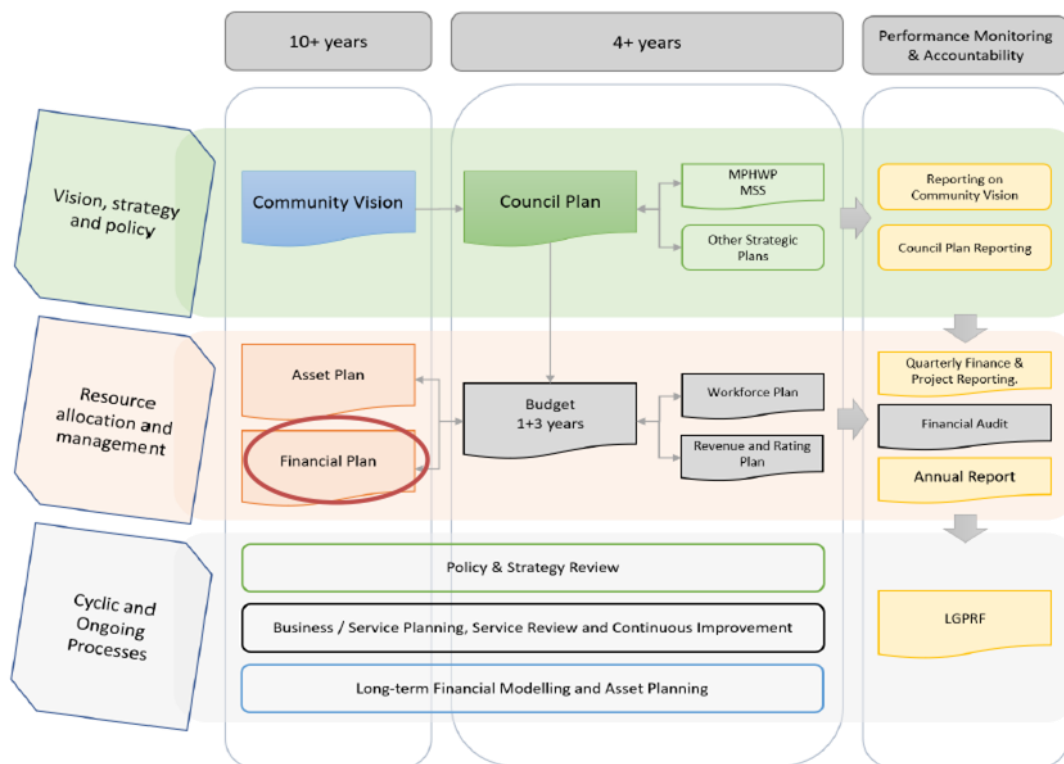 10+ years
4+ years
Performance Monitoring
& Accountability
Vision, strategy
and policy
Community Vision
Council Plan
MPHWP
MSS
Other Strategic
Plans
Reporting on
Community Vision
Council Plan Reporting
Resource
allocation and
management
Asset Plan
Financial Plan
Budget
1+3 years
Workforce Plan
Revenue and Rating
Plan
Quarterly Finance &
Project Reporting.
Financial Audit
Annual Report
Cyclic and
Ongoing
Processes
Policy & Strategy Review
Business / Service Planning, Service Review and Continuous Improvement
Long-term Financial Modelling and Asset Planning
LGPRF